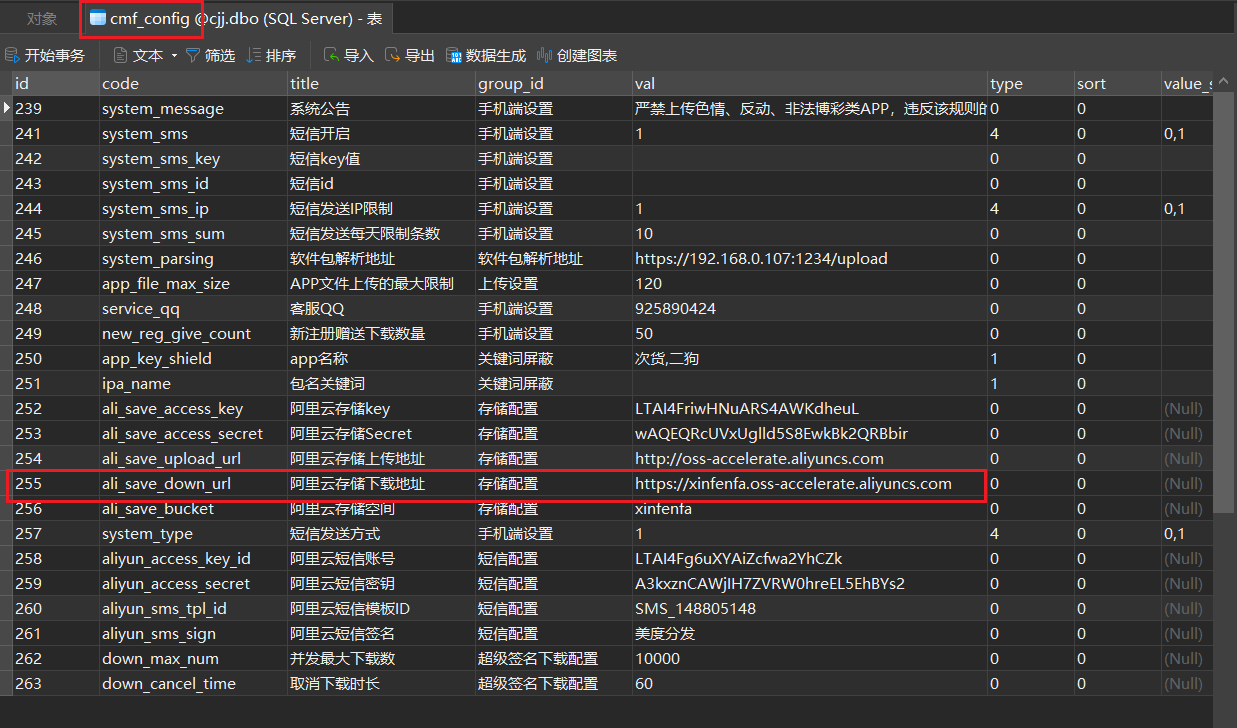 对象 cmf_config @cjj.dbo (SQL Server) - 表
开始事务 文本 筛选 排序 导入 导出 数据生成 创建图表
id code title group_id val type sort value_s
239 system_message 系统公告 手机端设置 严禁上传色情、反动、非法博彩类APP，违反该规则的 0 0
241 system_sms 短信开启 手机端设置 1 4 0 0,1
242 system_sms_key 短信key值 手机端设置 0 0
243 system_sms_id 短信id 手机端设置 0 0
244 system_sms_ip 短信发送IP限制 手机端设置 1 4 0 0,1
245 system_sms_sum 短信发送每天限制条数 手机端设置 10 0 0
246 system_parsing 软件包解析地址 软件包解析地址 https://192.168.0.107:1234/upload 0 0
247 app_file_max_size APP文件上传的最大限制 上传设置 120 0 0
248 service_qq 客服QQ 手机端设置 925890424 0 0
249 new_reg_give_count 新注册赠送下载数量 手机端设置 50 0 0
250 app_key_shield app名称 关键词屏蔽 次货,二狗 1 0
251 ipa_name 包名关键词 关键词屏蔽 1 0
252 ali_save_access_key 阿里云存储key 存储配置 LTAI4FriwHNuARS4AWKdheuL 0 0 (Null)
253 ali_save_access_secret 阿里云存储Secret 存储配置 wAQEQRcUVxUglld5S8EwkBk2QRBbir 0 0 (Null)
254 ali_save_upload_url 阿里云存储上传地址 存储配置 http://oss-accelerate.aliyuncs.com 0 0 (Null)
255 ali_save_down_url 阿里云存储下载地址 存储配置 https://xinfenfa.oss-accelerate.aliyuncs.com 0 0 (Null)
256 ali_save_bucket 阿里云存储空间 存储配置 xinfenfa 0 0 (Null)
257 system_type 短信发送方式 手机端设置 1 4 0 0,1
258 aliyun_access_key_id 阿里云短信账号 短信配置 LTAI4Fg6uXYAiZcfwa2YhCZk 0 0 (Null)
259 aliyun_access_secret 阿里云短信密钥 短信配置 A3kxznCAWjIH7ZVRW0hreEL5EhBYs2 0 0 (Null)
260 aliyun_sms_tpl_id 阿里云短信模板ID 短信配置 SMS_148805148 0 0 (Null)
261 aliyun_sms_sign 阿里云短信签名 短信配置 美度分发 0 0 (Null)
262 down_max_num 并发最大下载数 超级签名下载配置 10000 0 0 (Null)
263 down_cancel_time 取消下载时长 超级签名下载配置 60 0 0 (Null)